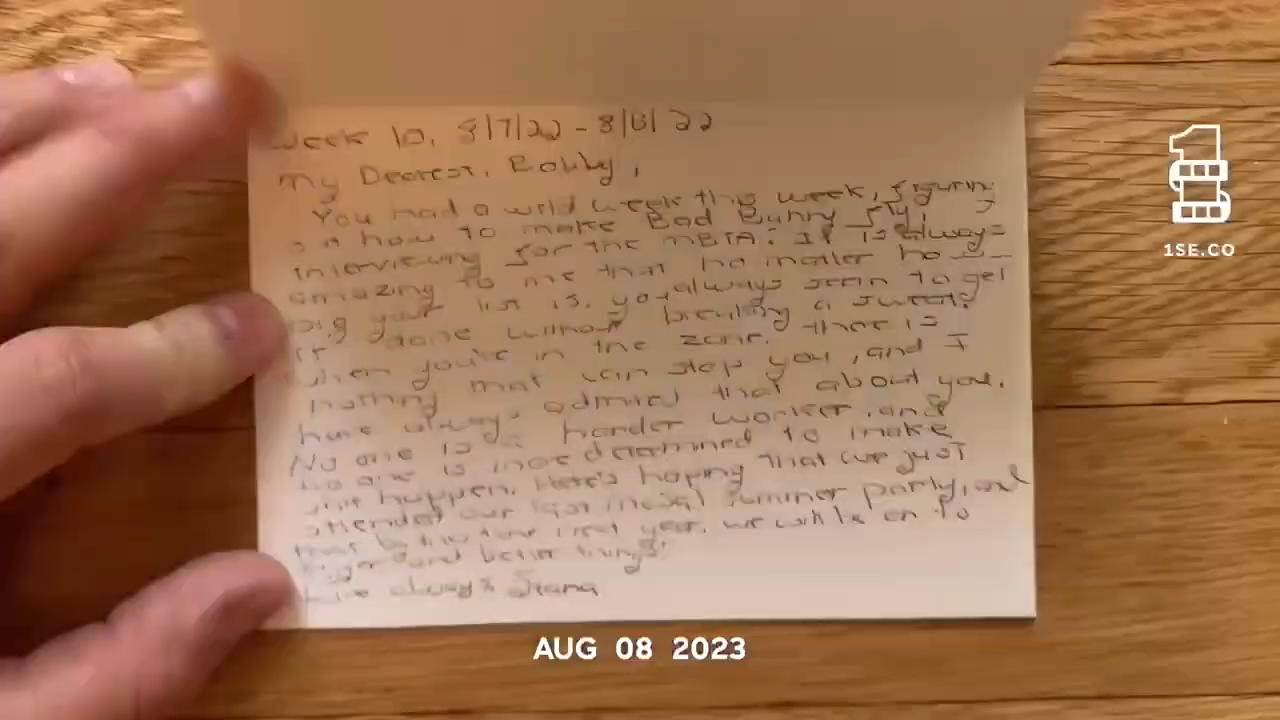 Week 10, 8/7/22 - 8/13/22
My Dearest, Bobby,
You had a wild week this week, figuring
out how to make Bad Bunny fly,
interviewing for the MBTA! It is always
amazing to me that no matter how
big your list is, you always seem to get
it done without breaking a sweat.
When you're in the zone, there is
nothing that can stop you, and I
have always admired that about you.
No one is a harder worker, and
no one is more determined to make
happen. Here's hoping that we just
attended our last summer party, and
that by this time next year, we will be on to
bigger and better things!
Love always
1SE.CO
AUG 08 2023